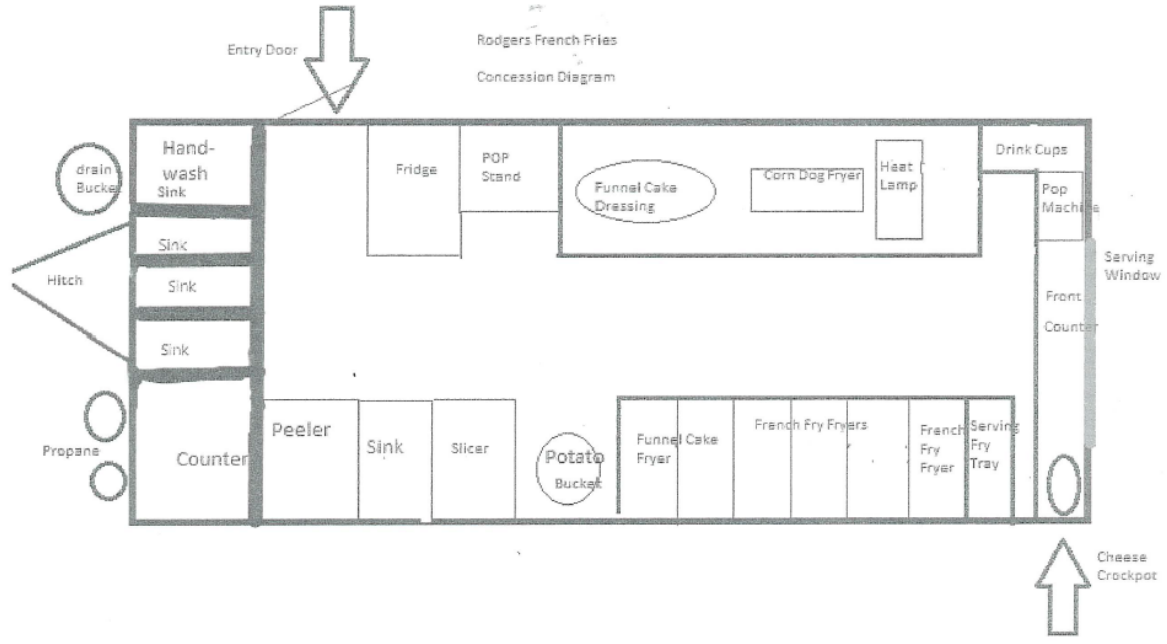 Rodgers French Fries
Concession Diagram
Entry Door
Hand-
wash
Sink
drain
Bucket
Sink
Sink
Sink
Hitch
Propane
Counter
Fridge
POP
Stand
Funnel Cake
Dressing
Corn Dog Fryer
Heat
Lamp
Drink Cups
Pop
Machine
Serving
Window
Front
Counter
Peeler
Sink
Slicer
Potato
Bucket
Funnel Cake
Fryer
French Fry Fryers
French
Fry
Fryer
Serving
Fry
Tray
Cheese
Crockpot